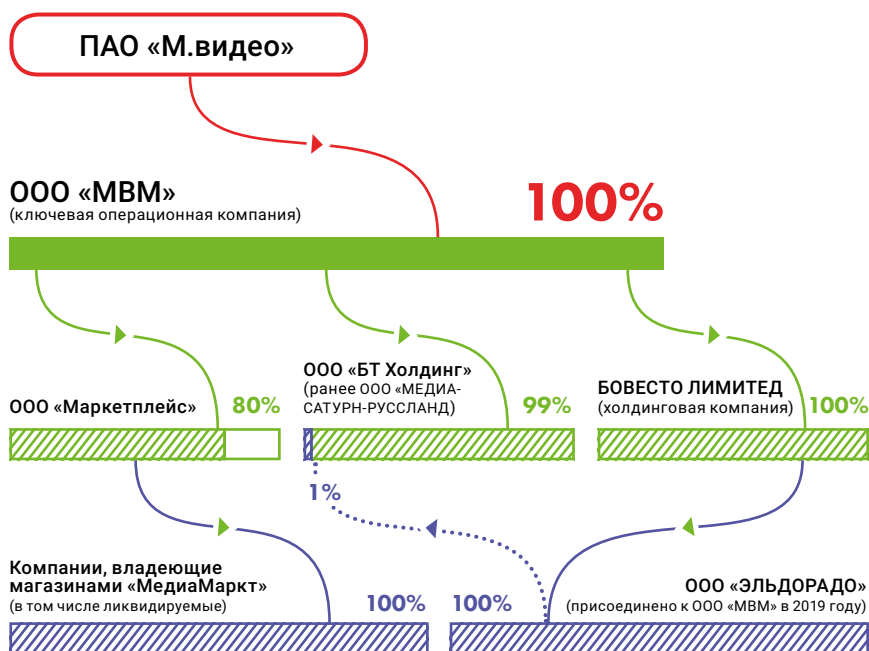 ПАО «М.видео»
ООО «МВМ»
(ключевая операционная компания)
100%
ООО «Маркетплейс»
80%
ООО «БТ Холдинг»
(ранее ООО «МЕДИА-
САТУРН-РУССЛАНД)
99%
БОВЕСТО ЛИМИТЕД
(холдинговая компания)
100%
1%
Компании, владеющие
магазинами «МедиаМаркт»
(в том числе ликвидируемые)
100%
100%
ООО «ЭЛЬДОРАДО»
(присоединено к ООО «МВМ» в 2019 году)